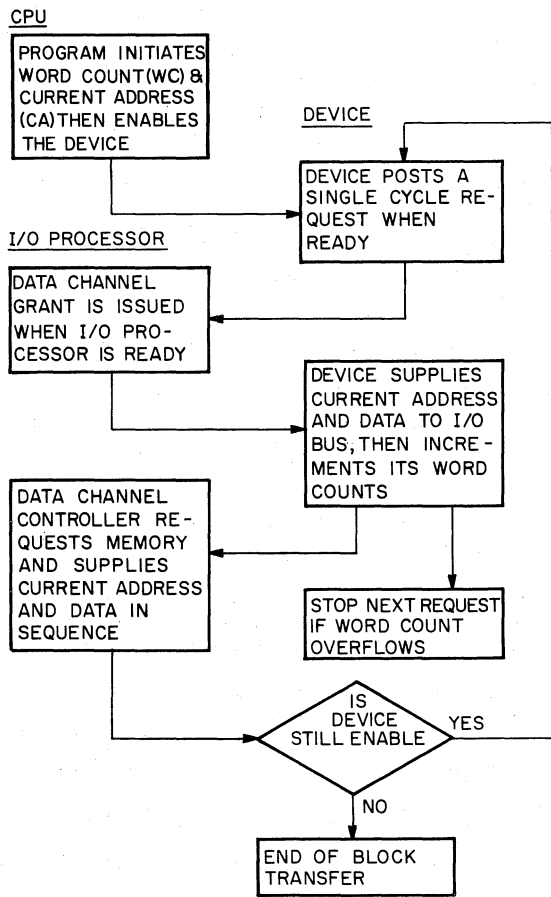 CPU
PROGRAM INITIATES
WORD COUNT(WC) &
CURRENT ADDRESS
(CA)THEN ENABLES
THE DEVICE
DEVICE
DEVICE POSTS A
SINGLE CYCLE RE-
QUEST WHEN
READY
I/O PROCESSOR
DATA CHANNEL
GRANT IS ISSUED
WHEN I/O PRO-
CESSOR IS READY
DEVICE SUPPLIES
CURRENT ADDRESS
AND DATA TO I/O
BUS, THEN INCRE-
MENTS ITS WORD
COUNTS
DATA CHANNEL
CONTROLLER RE-
QUESTS MEMORY
AND SUPPLIES
CURRENT ADDRESS
AND DATA IN
SEQUENCE
STOP NEXT REQUEST
IF WORD COUNT
OVERFLOWS
IS
DEVICE
STILL ENABLE
YES
NO
END OF BLOCK
TRANSFER